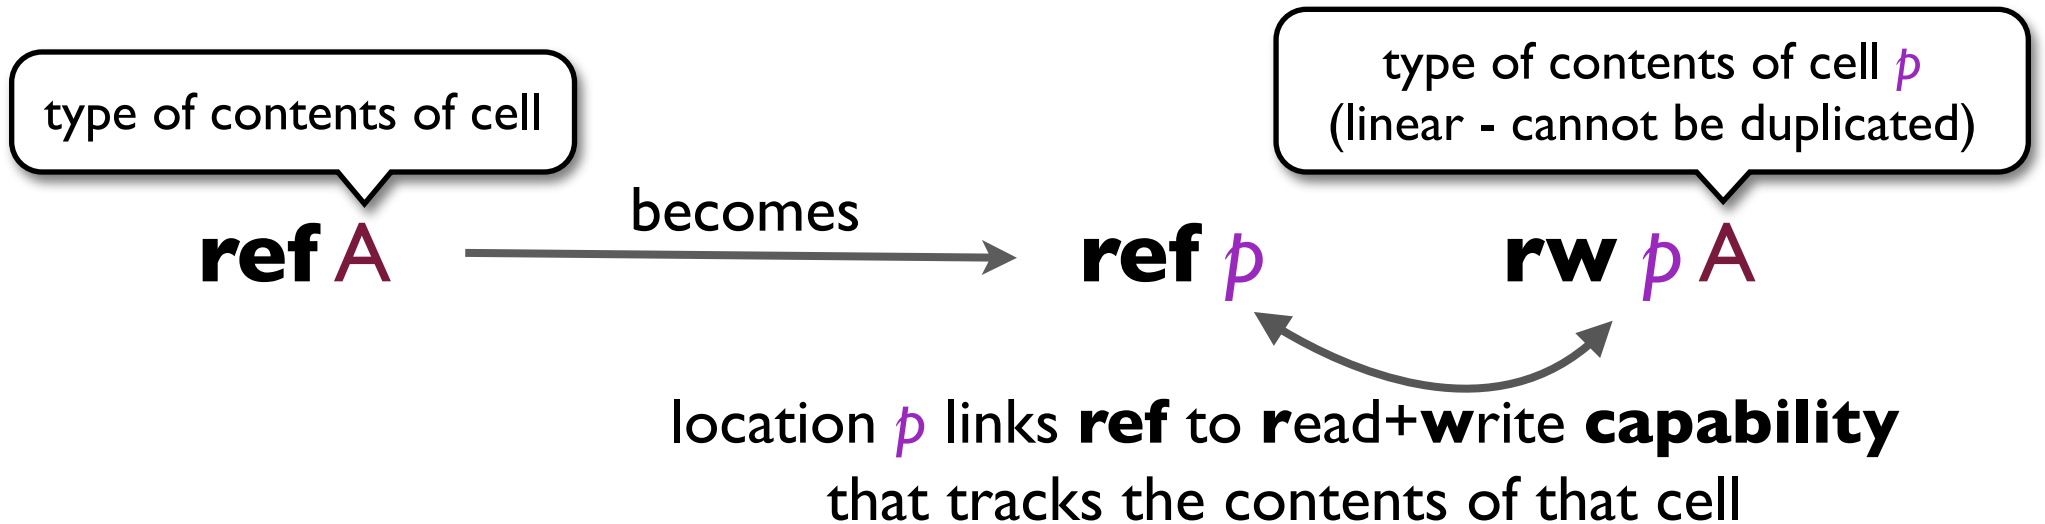 type of contents of cell
type of contents of cell p
(linear - cannot be duplicated)
becomes
ref A
ref p
rw p A
location p links ref to read+write capability
that tracks the contents of that cell